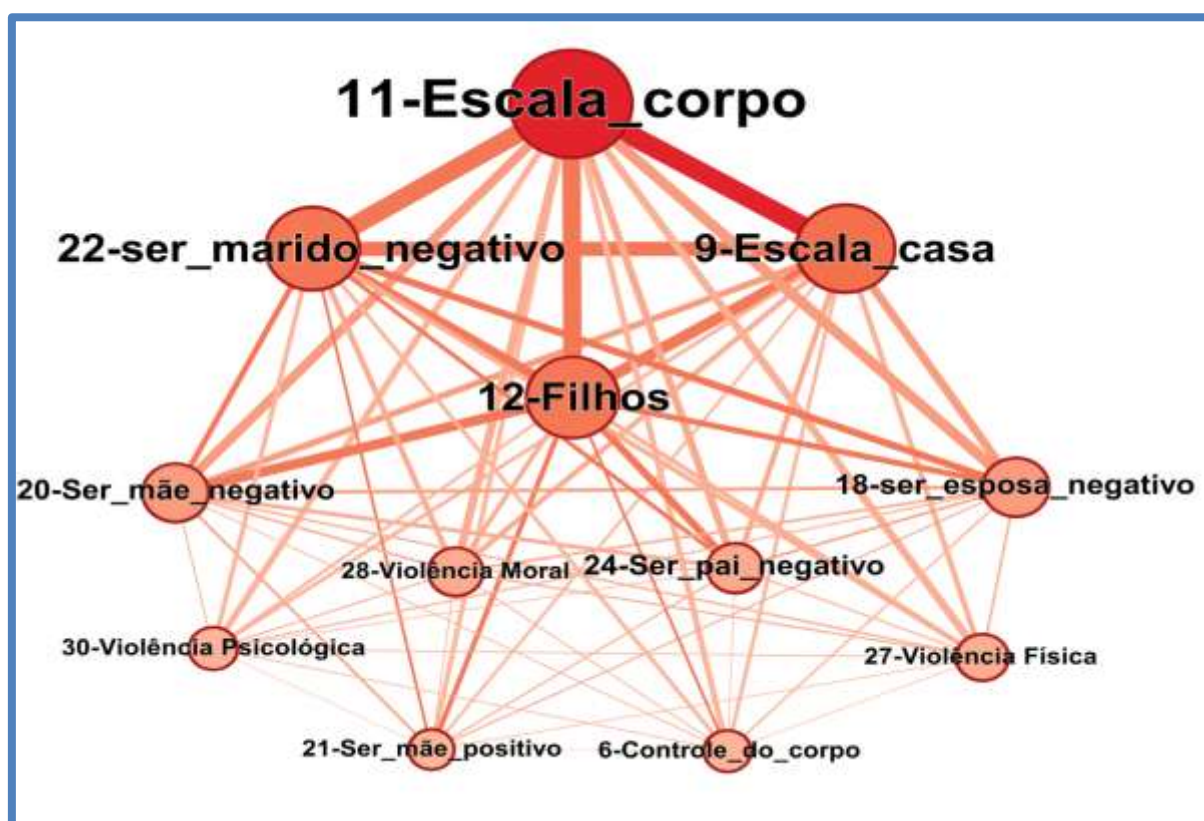 11-Escala_corpo
22-ser_marido_negativo
9-Escala_casa
12-Filhos
20-Ser_mãe_negativo
18-ser_esposa_negativo
28-Violência Moral
24-Ser_pai_negativo
30-Violência Psicológica
27-Violência Física
21-Ser_mãe_positivo
6-Controle_do_corpo